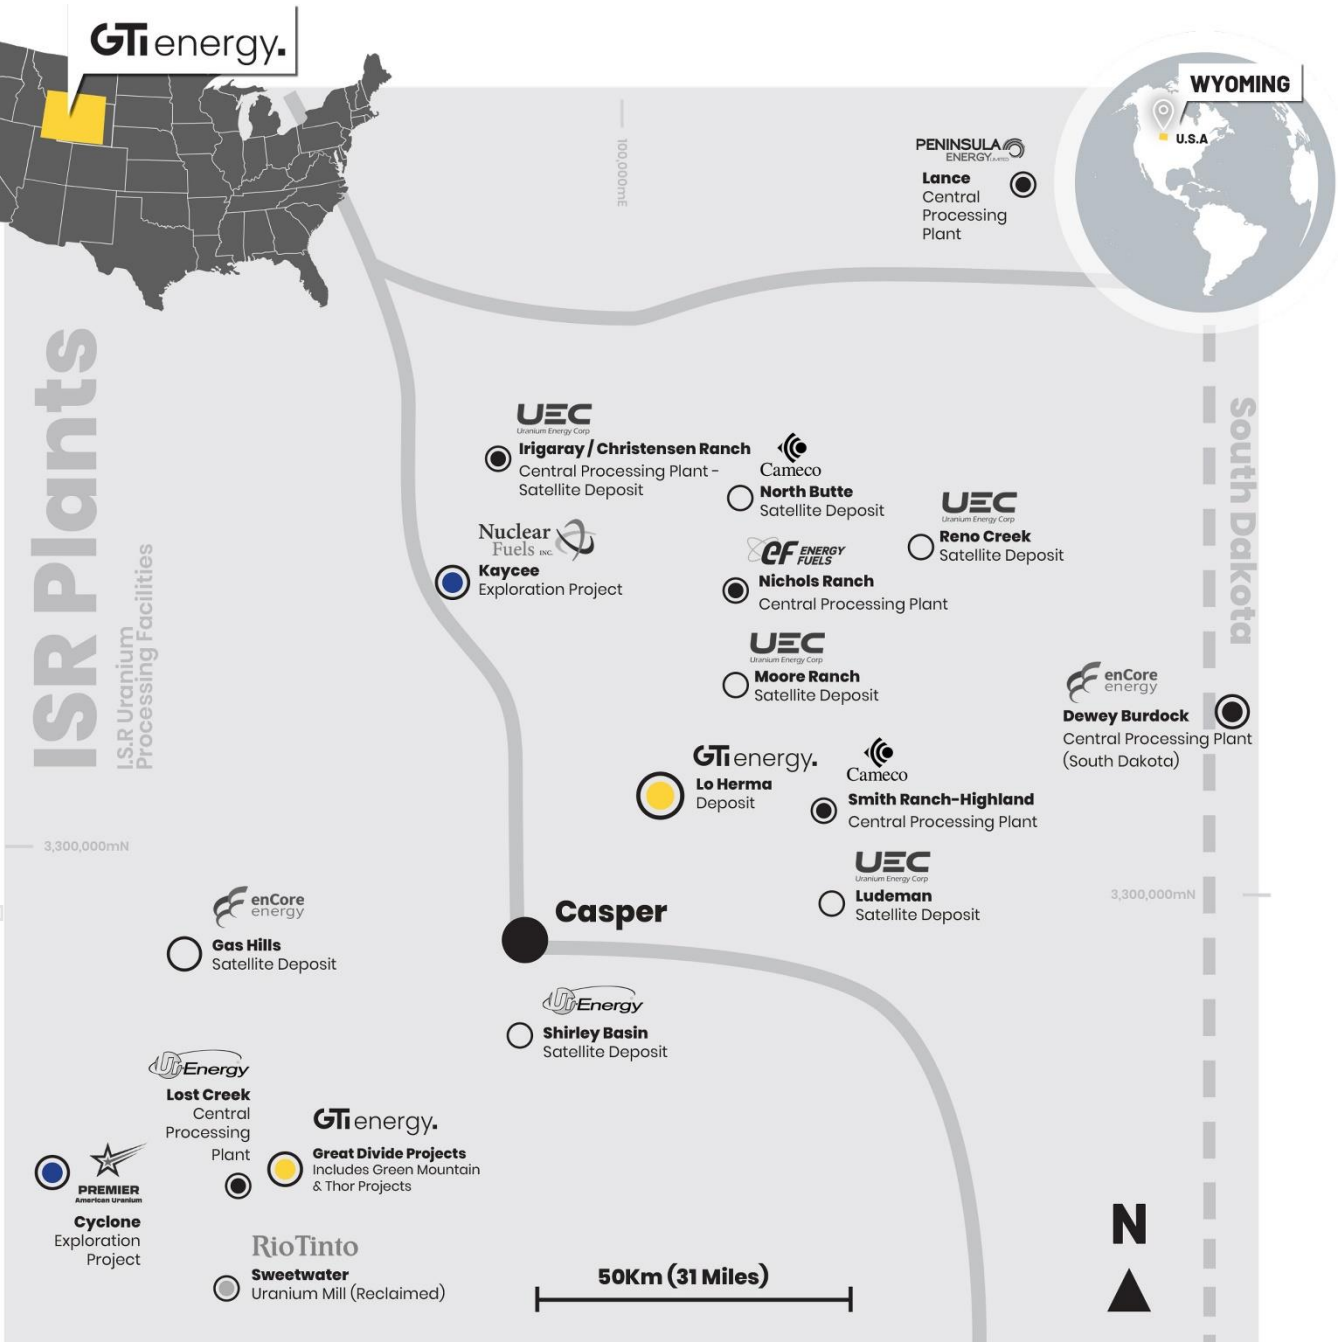 GTi energy.
WYOMING
U.S.A
100,000mE
PENINSULA
ENERGY LIMITED
Lance
Central
Processing
Plant
ISR Plants
I.S.R Uranium
Processing Facilities
South Dakota
UEC
Uranium Energy Corp
Irigaray / Christensen Ranch
Central Processing Plant -
Satellite Deposit
Cameco
North Butte
Satellite Deposit
UEC
Uranium Energy Corp
Reno Creek
Satellite Deposit
Nuclear
Fuels INC.
Kaycee
Exploration Project
eF ENERGY
FUELS
Nichols Ranch
Central Processing Plant
UEC
Uranium Energy Corp
Moore Ranch
Satellite Deposit
enCore
energy
Dewey Burdock
Central Processing Plant
(South Dakota)
GTi energy.
Lo Herma
Deposit
Cameco
Smith Ranch-Highland
Central Processing Plant
3,300,000mN
UEC
Uranium Energy Corp
Ludeman
Satellite Deposit
3,300,000mN
enCore
energy
Gas Hills
Satellite Deposit
Casper
Ur Energy
Shirley Basin
Satellite Deposit
Ur Energy
Lost Creek
Central
Processing
Plant
GTi energy.
Great Divide Projects
Includes Green Mountain
& Thor Projects
PREMIER
American Uranium
Cyclone
Exploration
Project
RioTinto
Sweetwater
Uranium Mill (Reclaimed)
50Km (31 Miles)
N